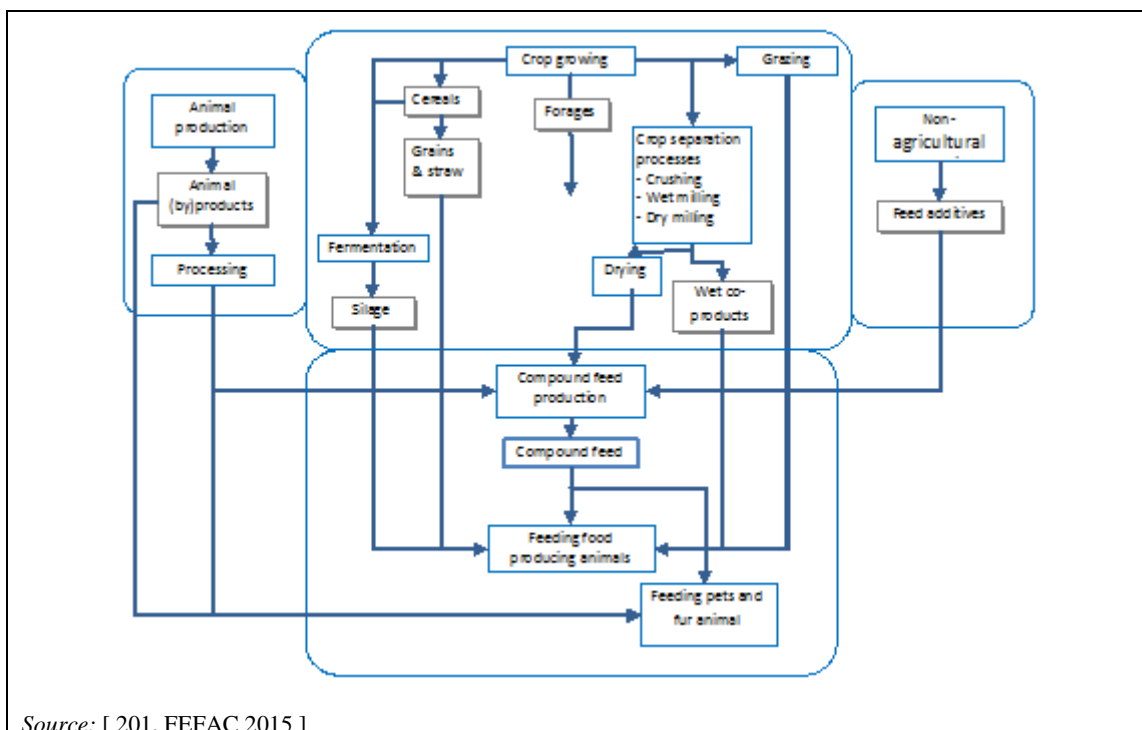 Crop growing
Grazing
Cereals
Forages
Grains
& straw
Crop separation
processes
- Crushing
- Wet milling
- Dry milling
Fermentation
Silage
Drying
Wet co-
products
Animal
production
Animal
(by)products
Processing
Non-
agricultural
Feed additives
Compound feed
production
Compound feed
Feeding food
producing animals
Feeding pets and
fur animal
Source: [ 201, FEFAC 2015 ]